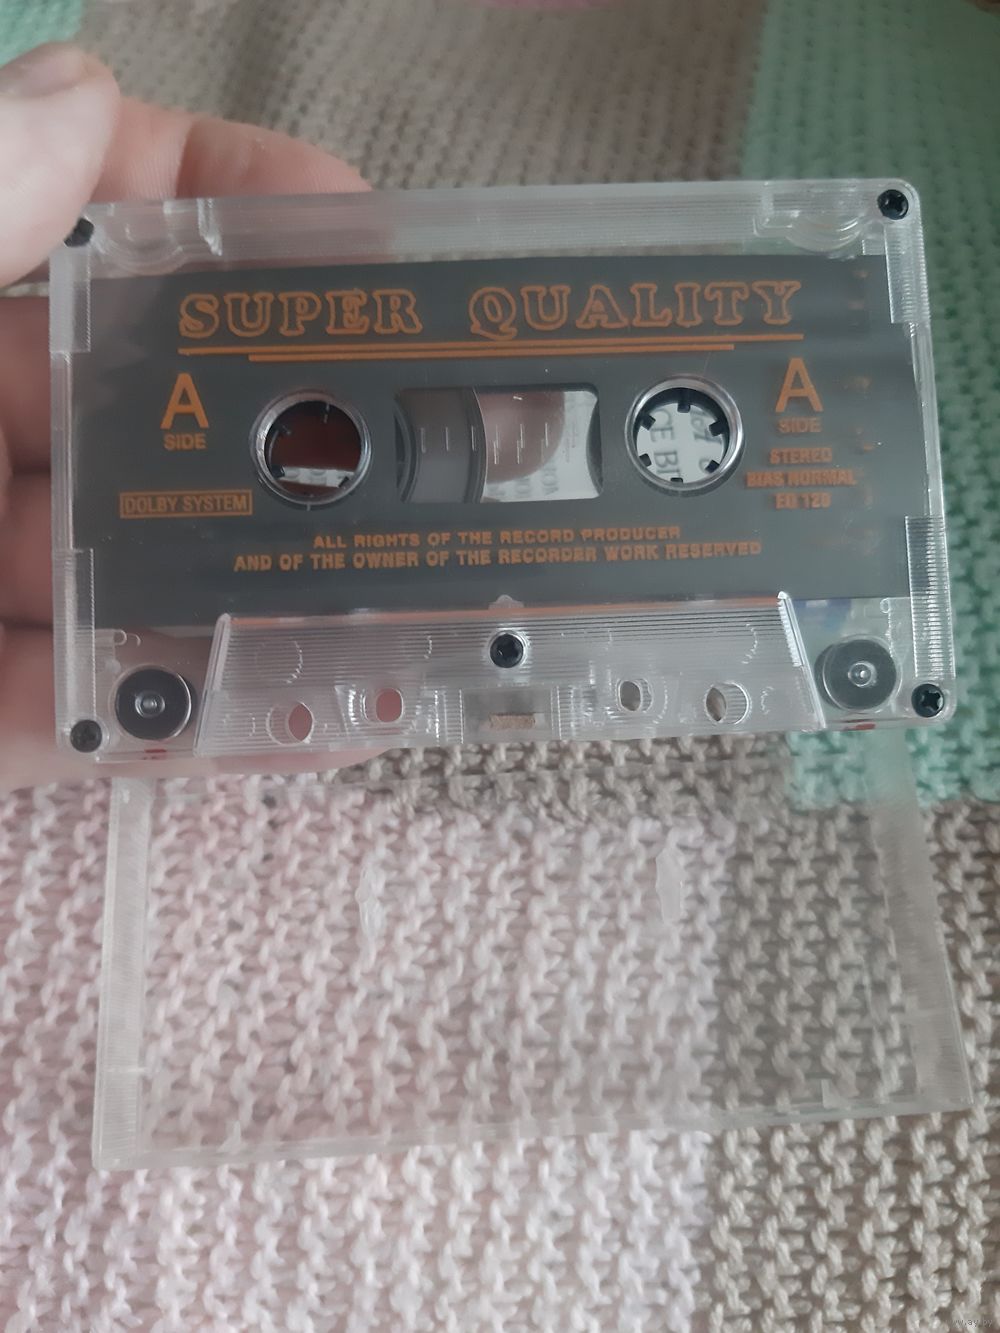 SUPER QUALITY
A
SIDE
A
SIDE
STEREO
BIAS NORMAL
EQ 120
DOLBY SYSTEM
ALL RIGHTS OF THE RECORD PRODUCER
AND OF THE OWNER OF THE RECORDER WORK RESERVED